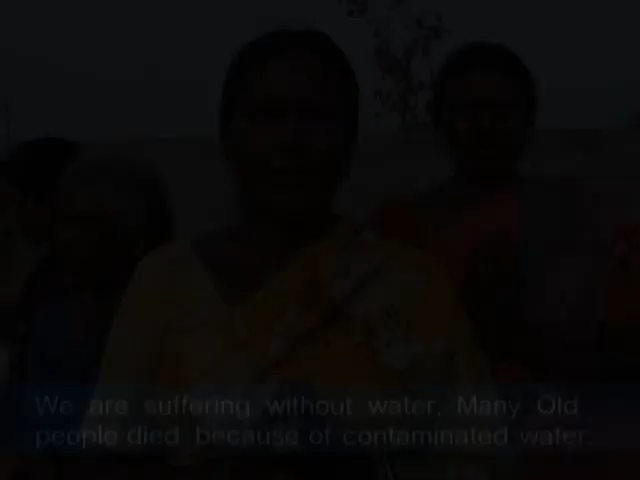 We are suffering without water, Many Old
people died because of contaminated water.